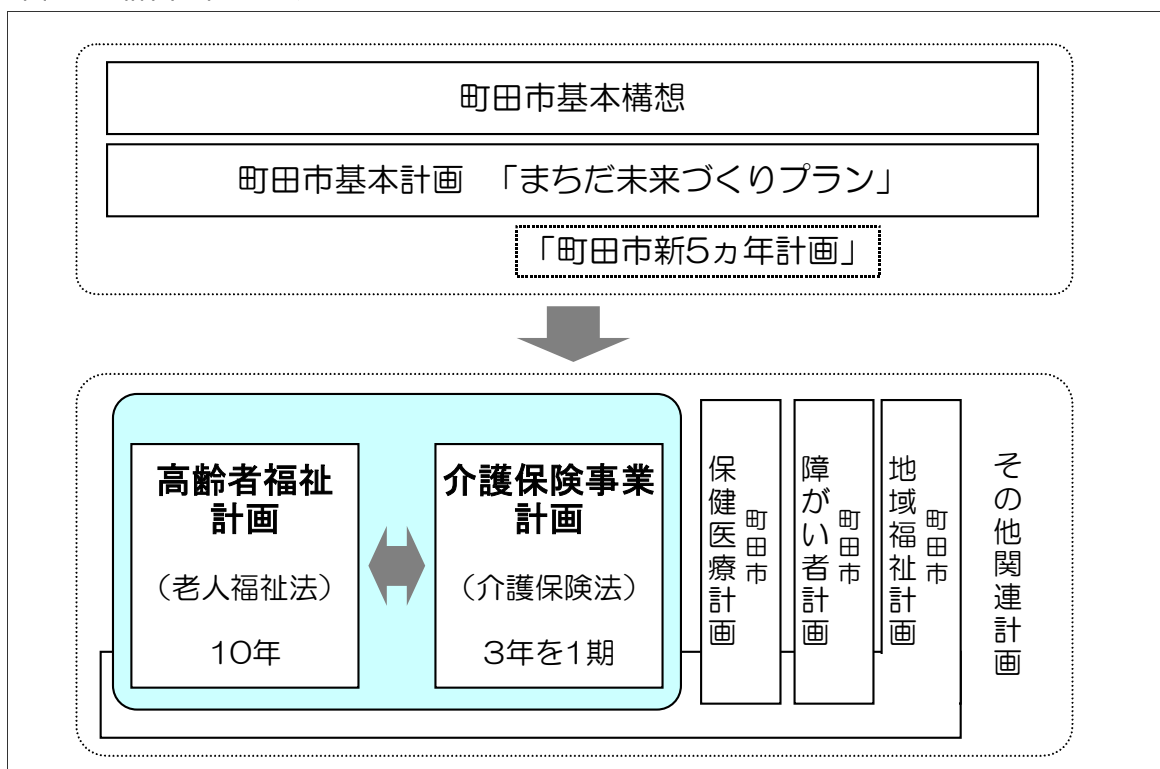 町田市基本構想
町田市基本計画 「まちだ未来づくりプラン」
「町田市新5ヵ年計画」
高齢者福祉
計画
（老人福祉法）
10年
介護保険事業
計画
（介護保険法）
3年を1期
町田市
保健医療計画
町田市
障がい者計画
町田市
地域福祉計画
その他関連計画